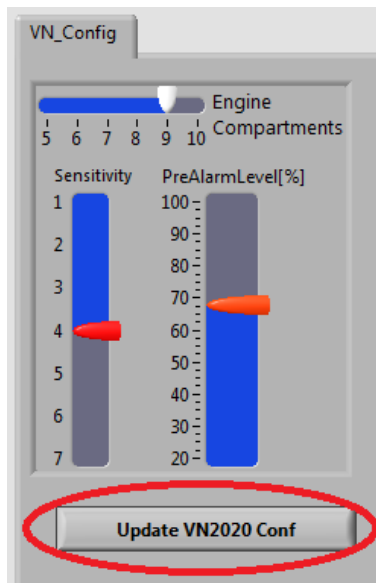 VN_Config
Engine
Compartments
5 6 7 8 9 10
Sensitivity PreAlarmLevel[%]
1 100
90
2 80
3 70
4 60
5 50
40
6 30
7 20
Update VN2020 Conf